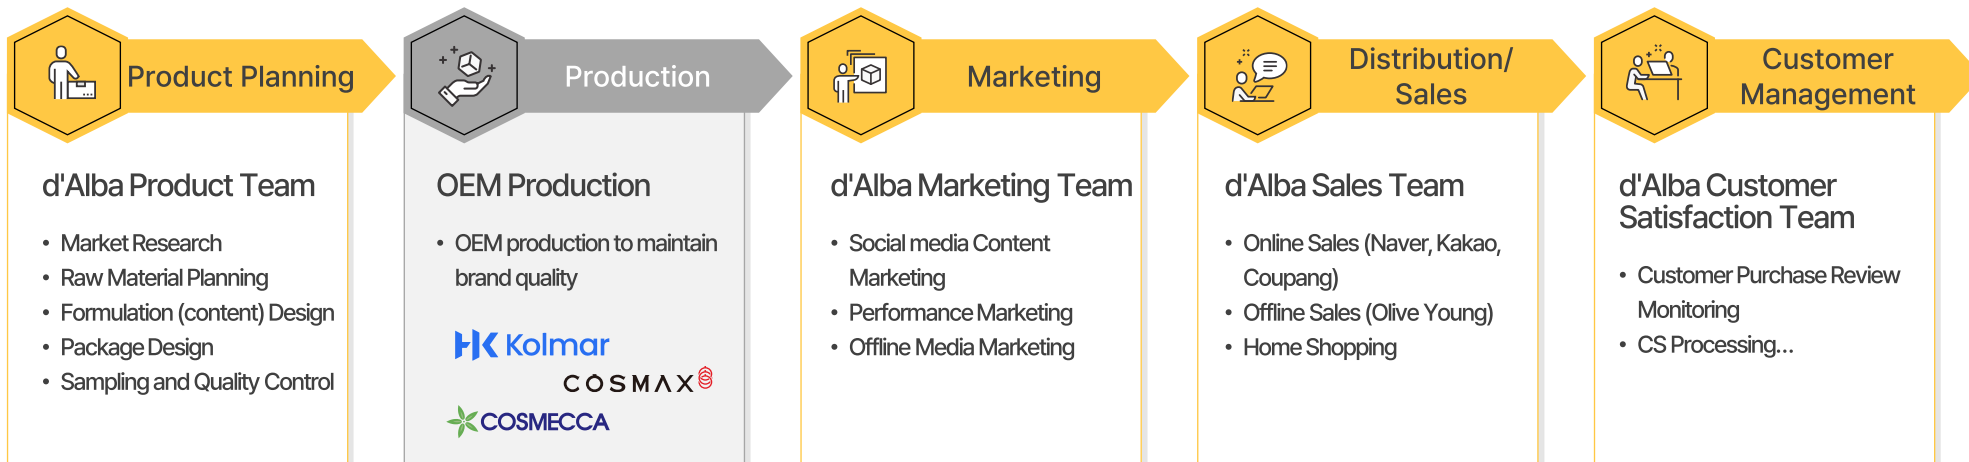 Product Planning
d'Alba Product Team
• Market Research
• Raw Material Planning
• Formulation (content) Design
• Package Design
• Sampling and Quality Control
Production
OEM Production
• OEM production to maintain
brand quality
Kolmar
COSMAX
COSMECCA
Marketing
d'Alba Marketing Team
• Social media Content
Marketing
• Performance Marketing
• Offline Media Marketing
Distribution/
Sales
d'Alba Sales Team
• Online Sales (Naver, Kakao,
Coupang)
• Offline Sales (Olive Young)
• Home Shopping
Customer
Management
d'Alba Customer
Satisfaction Team
• Customer Purchase Review
Monitoring
• CS Processing...